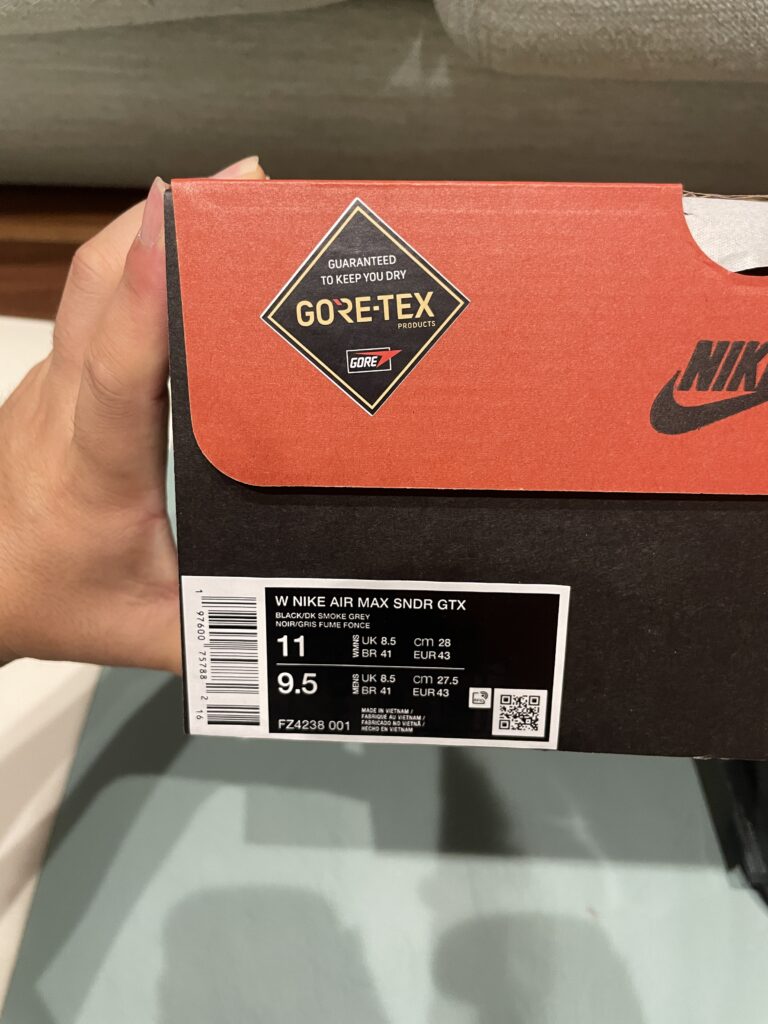 GUARANTEED
TO KEEP YOU DRY
GORE-TEX
PRODUCTS
GORE
NIK
W NIKE AIR MAX SNDR GTX
BLACK/DK SMOKE GREY
NOIR/GRIS FUME FONCE
11 WMNS UK 8.5 cm 28
BR 41 EUR 43
9.5 MENS UK 8.5 cm 27.5
BR 41 EUR 43
MADE IN VIETNAM /
FABRIQUÉ AU VIETNAM /
FABRICADO NO VIETNÃ /
HECHO EN VIETNAM
FZ4238 001
1 97600 75788 2 16